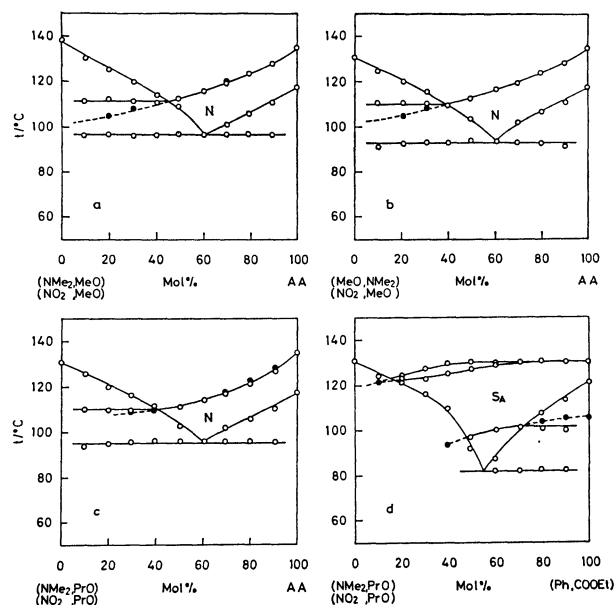 140
120
100
80
60
t/°C
N
a
0 20 40 60 80 100
(NMe₂,MeO) Mol% AA
(NO₂ ,MeO)
140
120
100
80
60
N
b
0 20 40 60 80 100
(MeO,NMe₂) Mol% AA
(NO₂ ,MeO )
140
120
100
80
60
t/°C
N
c
0 20 40 60 80 100
(NMe₂,PrO) Mol% AA
(NO₂ ,PrO)
140
120
100
80
60
S_A
d
0 20 40 60 80 100
(NMe₂,PrO) Mol% (Ph,COOEt)
(NO₂ ,PrO)